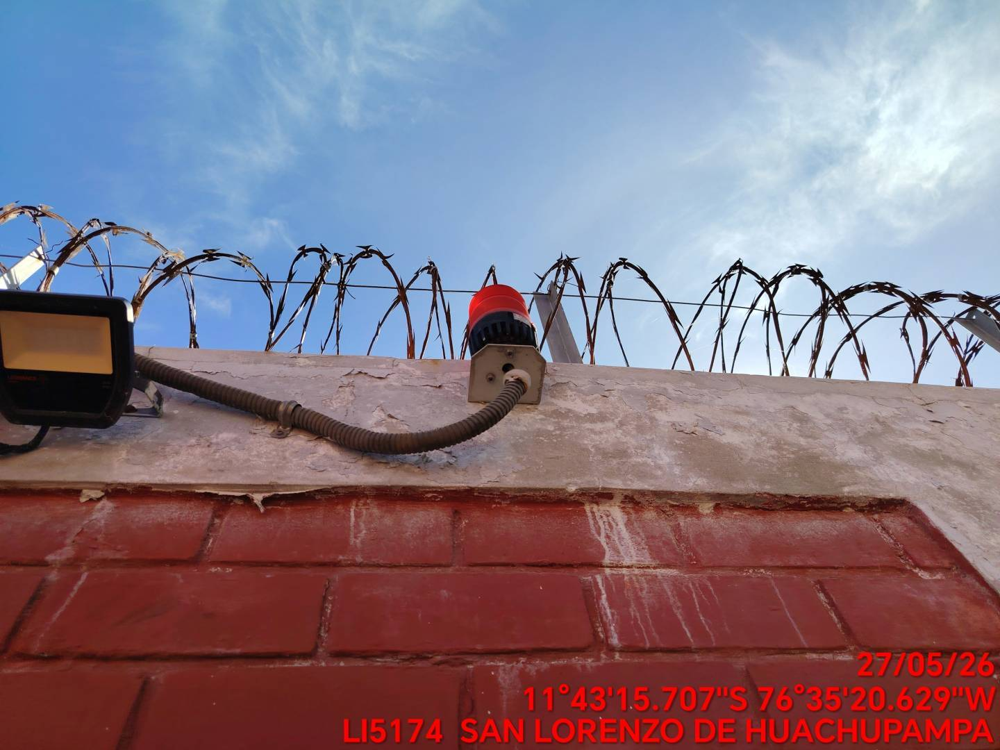 27/05/26
11°43'15.707"S 76°35'20.629"W
LI5174 SAN LORENZO DE HUACHUPAMPA